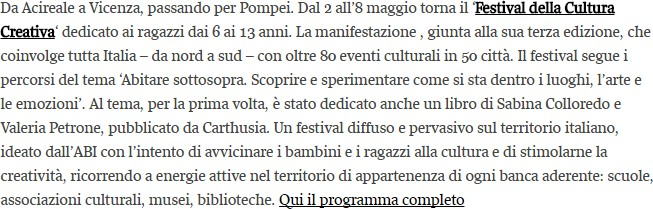 Da Acireale a Vicenza, passando per Pompei. Dal 2 all’8 maggio torna il ‘Festival della Cultura
Creativa‘ dedicato ai ragazzi dai 6 ai 13 anni. La manifestazione , giunta alla sua terza edizione, che
coinvolge tutta Italia – da nord a sud – con oltre 80 eventi culturali in 50 città. Il festival segue i
percorsi del tema ‘Abitare sottosopra. Scoprire e sperimentare come si sta dentro i luoghi, l’arte e
le emozioni’. Al tema, per la prima volta, è stato dedicato anche un libro di Sabina Colloredo e
Valeria Petrone, pubblicato da Carthusia. Un festival diffuso e pervasivo sul territorio italiano,
ideato dall’ABI con l’intento di avvicinare i bambini e i ragazzi alla cultura e di stimolarne la
creatività, ricorrendo a energie attive nel territorio di appartenenza di ogni banca aderente: scuole,
associazioni culturali, musei, biblioteche. Qui il programma completo